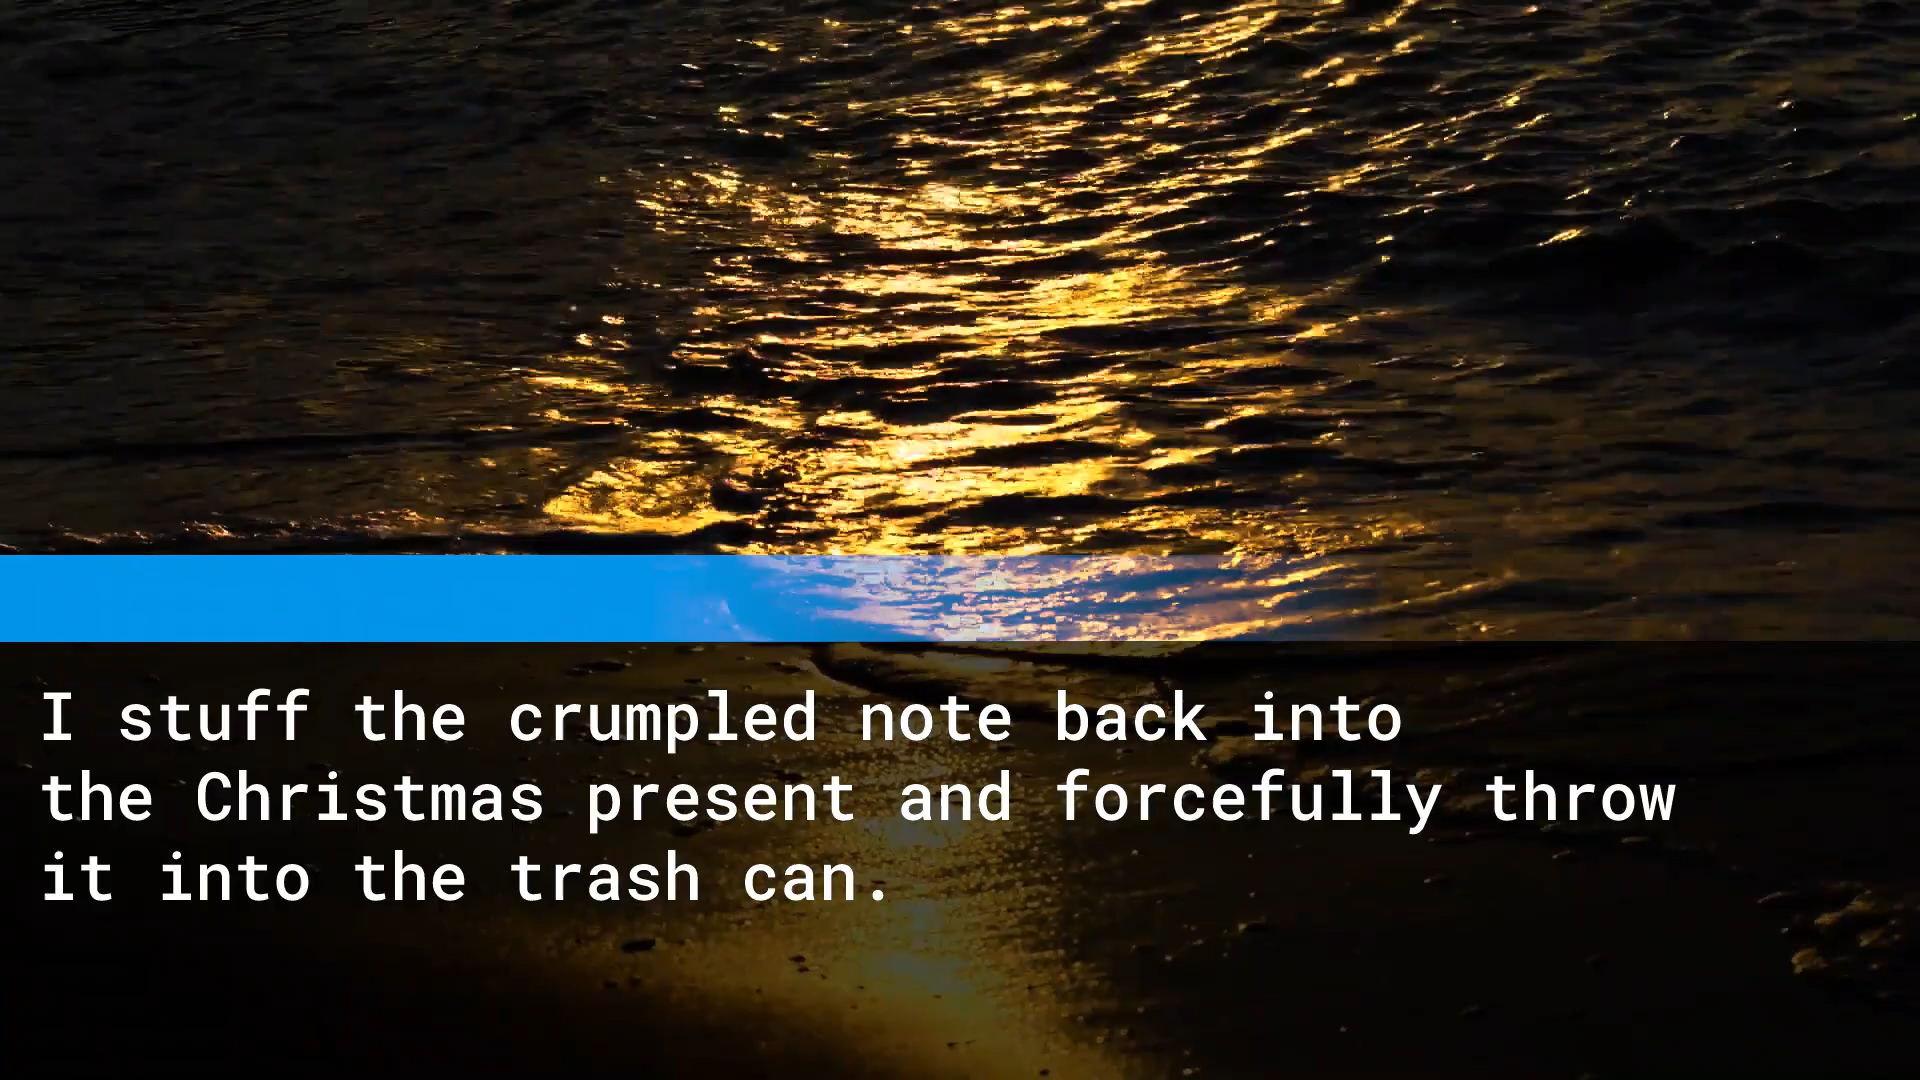 I stuff the crumpled note back into
the Christmas present and forcefully throw
it into the trash can.